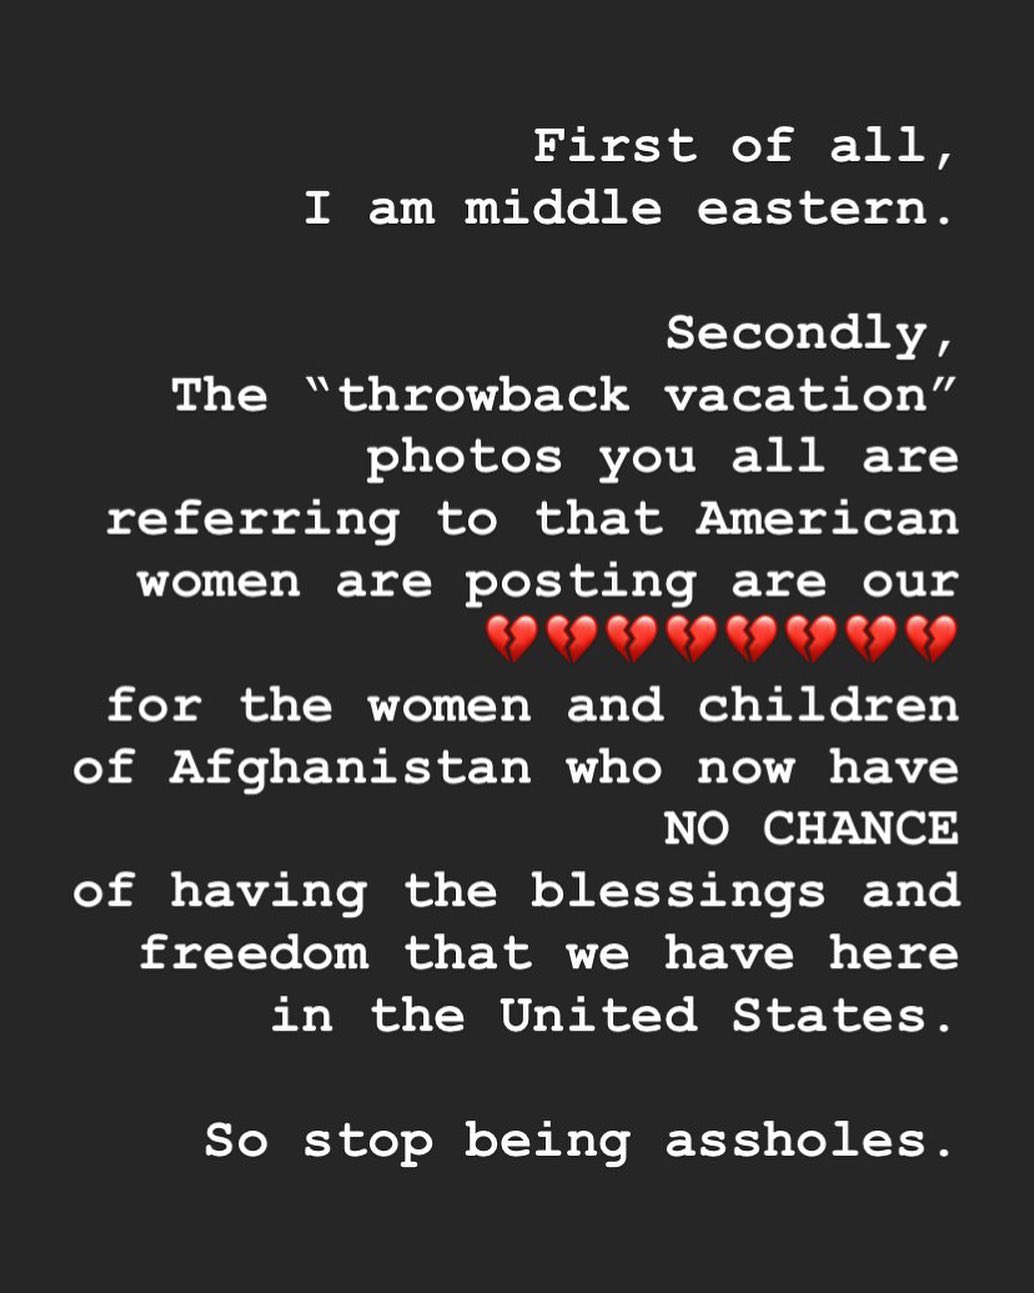 First of all,
I am middle eastern.
Secondly,
The “throwback vacation”
photos you all are
referring to that American
women are posting are our
💔💔💔💔💔💔💔💔
for the women and children
of Afghanistan who now have
NO CHANCE
of having the blessings and
freedom that we have here
in the United States.
So stop being assholes.